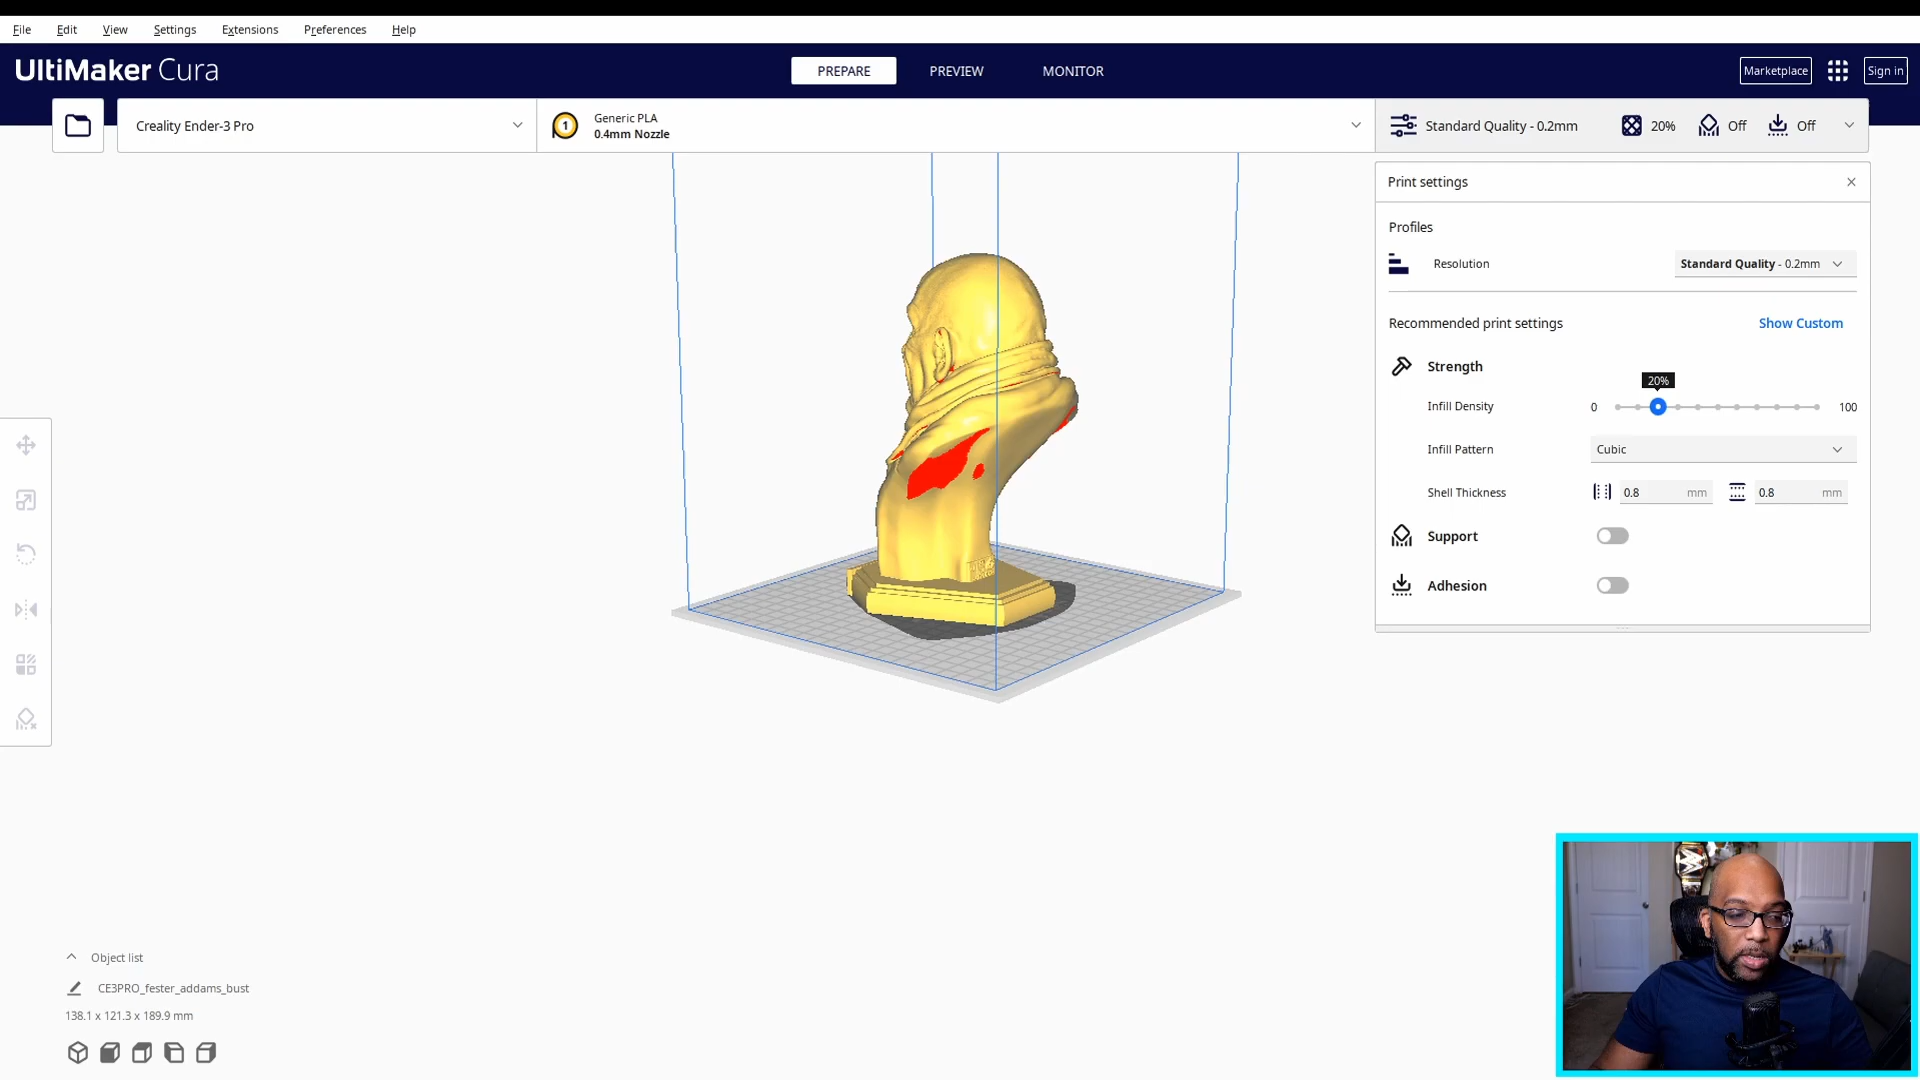 File Edit View Settings Extensions Preferences Help
UltiMaker Cura
PREPARE PREVIEW MONITOR
Marketplace Sign in
Creality Ender-3 Pro
1
Generic PLA
0.4mm Nozzle
Standard Quality - 0.2mm 20% Off Off
Print settings
Profiles
Resolution Standard Quality - 0.2mm
Recommended print settings Show Custom
Strength
20%
Infill Density 0 100
Infill Pattern Cubic
Shell Thickness 0.8 mm 0.8 mm
Support
Adhesion
Object list
CE3PRO_fester_addams_bust
138.1 x 121.3 x 189.9 mm